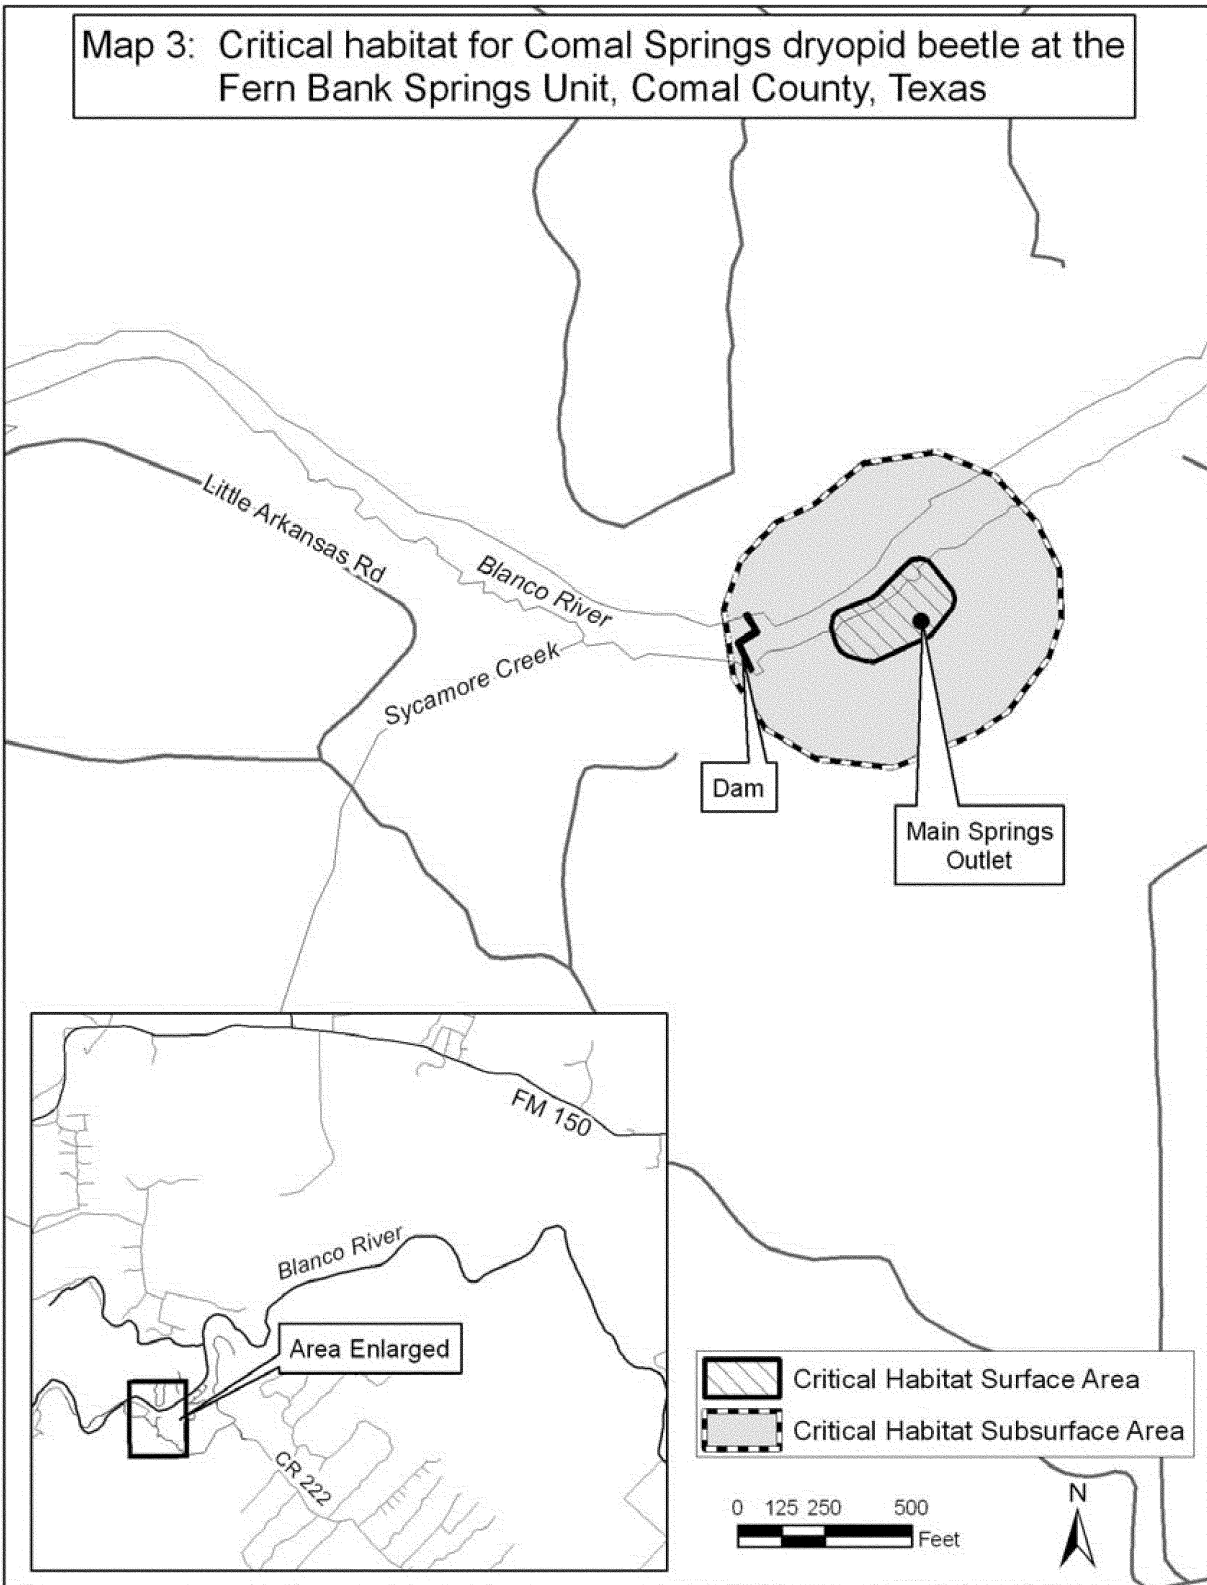 Map 3: Critical habitat for Comal Springs dryopid beetle at the
Fern Bank Springs Unit, Comal County, Texas
Little Arkansas Rd
Blanco River
Sycamore Creek
Dam
Main Springs
Outlet
FM 150
Blanco River
Area Enlarged
CR 222
Critical Habitat Surface Area
Critical Habitat Subsurface Area
0 125 250 500
Feet
N